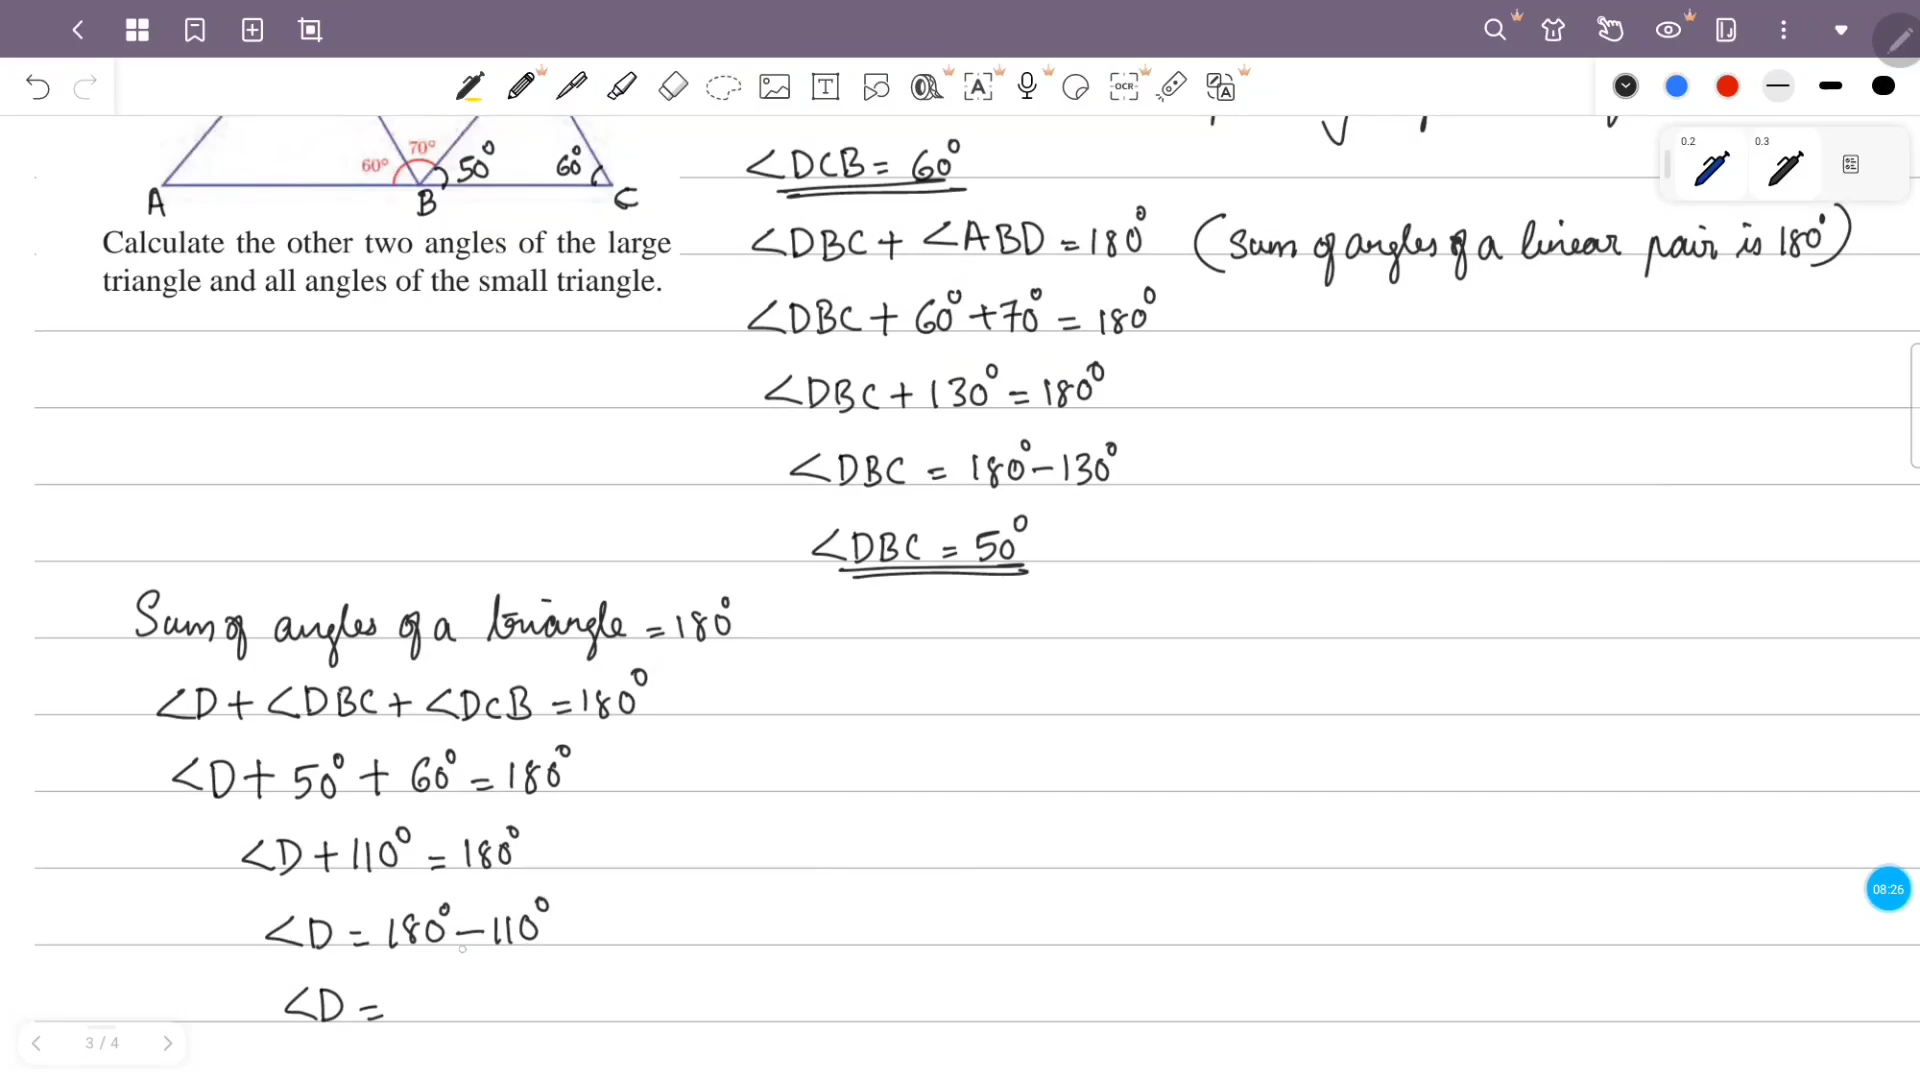 OCR
A
T
A
0.2
0.3
60°
70°
50°
60°
A
B
C
Calculate the other two angles of the large
triangle and all angles of the small triangle.
∠DCB = 60°
∠DBC + ∠ABD = 180° (Sum of angles of a linear pair is 180°)
∠DBC + 60° + 70° = 180°
∠DBC + 130° = 180°
∠DBC = 180° - 130°
∠DBC = 50°
Sum of angles of a triangle = 180°
∠D + ∠DBC + ∠DCB = 180°
∠D + 50° + 60° = 180°
∠D + 110° = 180°
∠D = 180° - 110°
∠D =
08:26
3 / 4